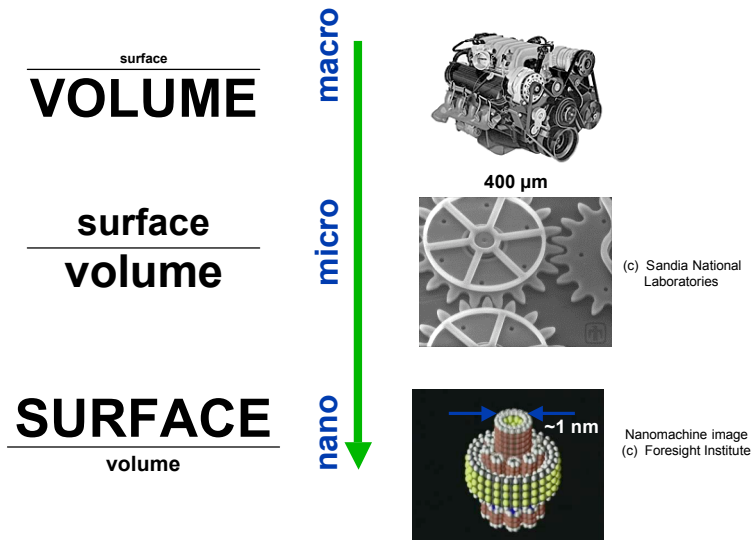 surface
VOLUME
macro
400 µm
surface
volume
micro
(c) Sandia National
Laboratories
SURFACE
volume
nano
~1 nm
Nanomachine image
(c) Foresight Institute